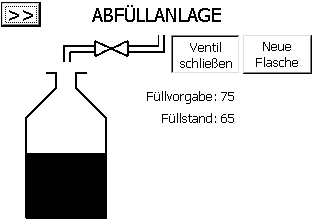 >>
ABFÜLLANLAGE
Ventil
schließen
Neue
Flasche
Füllvorgabe: 75
Füllstand: 65